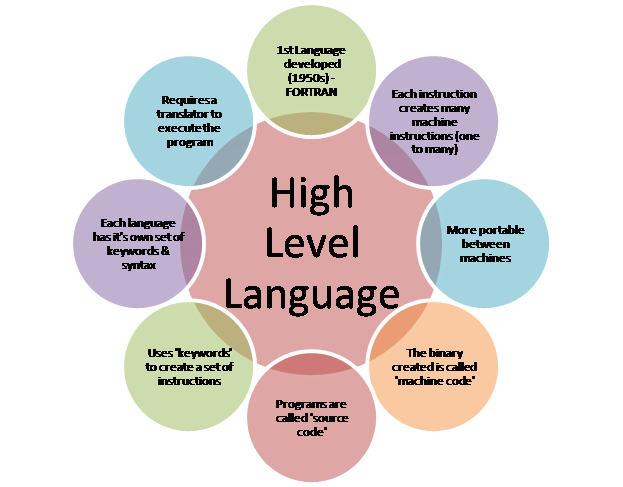 1st Language
developed
(1950s) -
FORTRAN
Each instruction
creates many
machine
instructions (one
to many)
More portable
between
machines
The binary
created is called
'machine code'
Programs are
called 'source
code'
Uses 'keywords'
to create a set of
instructions
Each language
has it's own set of
keywords &
syntax
Requires a
translator to
execute the
program
High
Level
Language